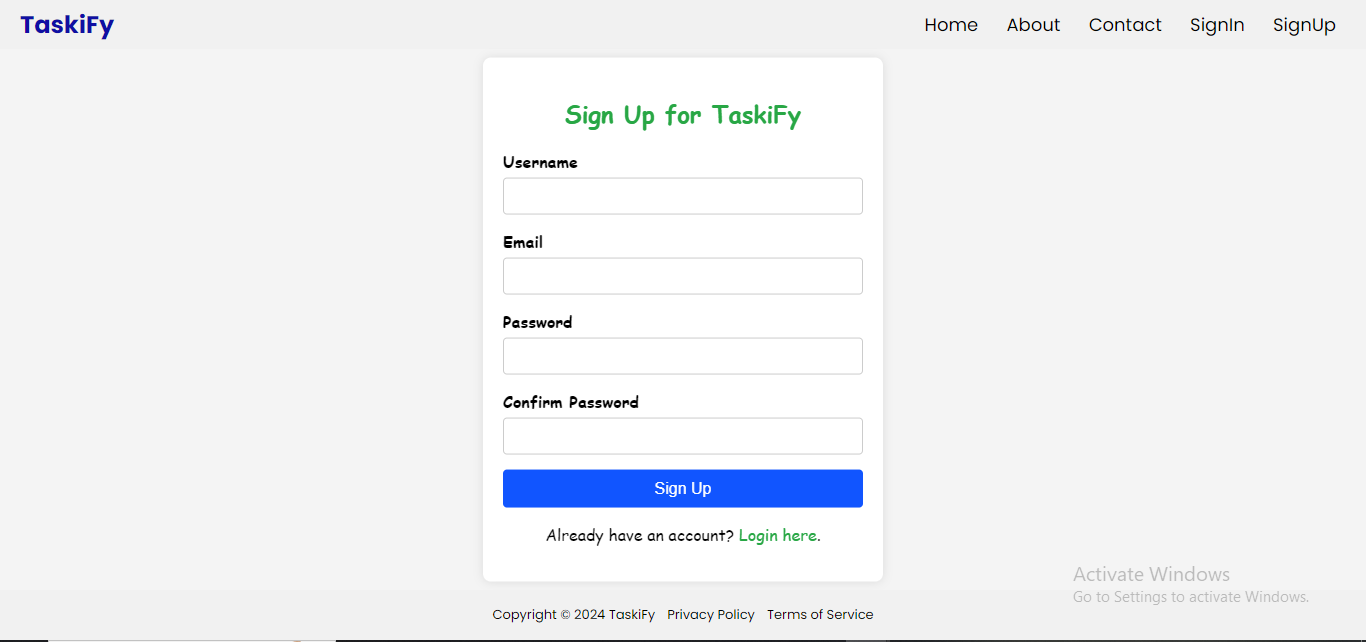 TaskiFy Home About Contact SignIn SignUp
Sign Up for TaskiFy
Username
Email
Password
Confirm Password
Sign Up
Already have an account? Login here.
Activate Windows
Go to Settings to activate Windows.
Copyright © 2024 TaskiFy Privacy Policy Terms of Service